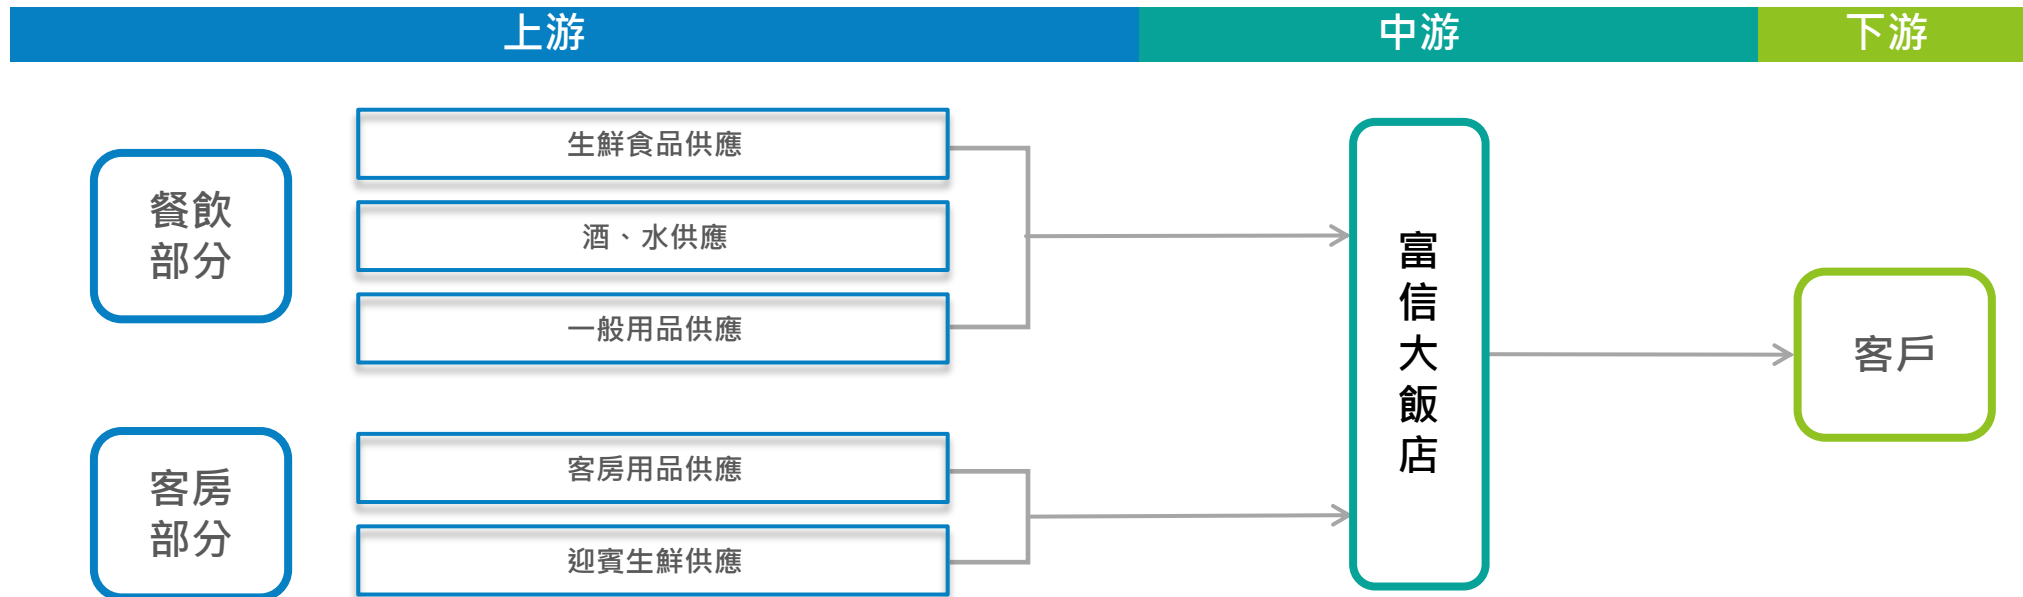 上游
中游
下游
餐飲
部分
生鮮食品供應
酒、水供應
一般用品供應
客房
部分
客房用品供應
迎賓生鮮供應
富
信
大
飯
店
客戶